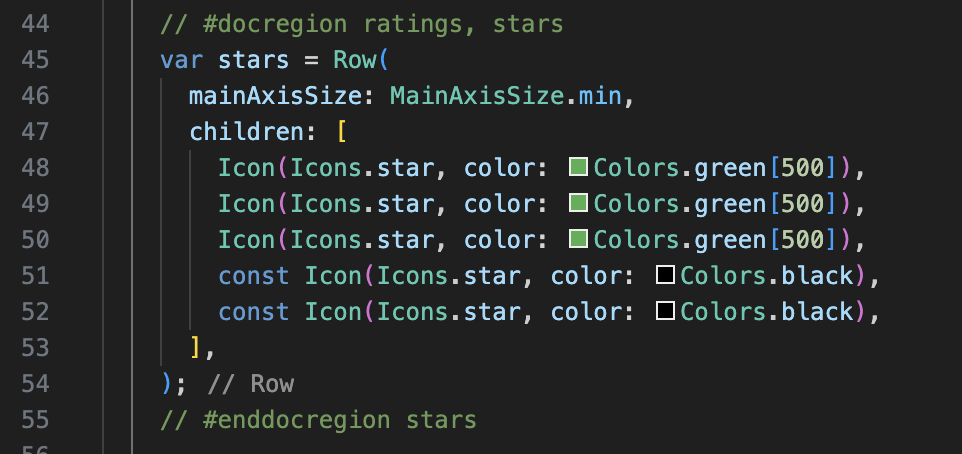 44 // #docregion ratings, stars
45 var stars = Row(
46 mainAxisSize: MainAxisSize.min,
47 children: [
48 Icon(Icons.star, color: Colors.green[500]),
49 Icon(Icons.star, color: Colors.green[500]),
50 Icon(Icons.star, color: Colors.green[500]),
51 const Icon(Icons.star, color: Colors.black),
52 const Icon(Icons.star, color: Colors.black),
53 ],
54 ); // Row
55 // #enddocregion stars